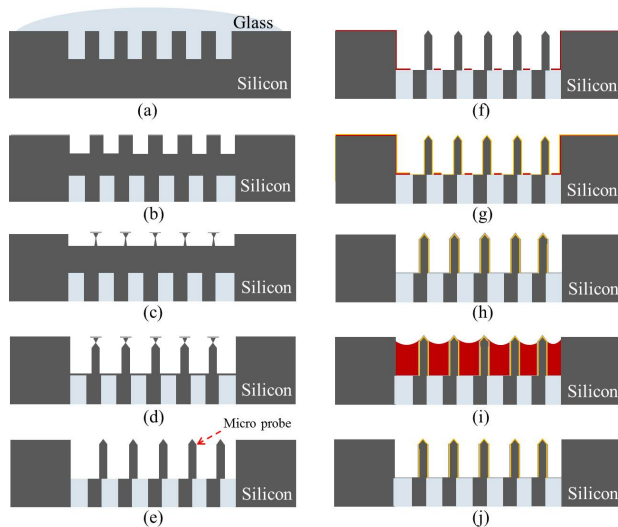 Glass
Silicon
(a)
Silicon
(b)
Silicon
(c)
Silicon
(d)
Micro probe
Silicon
(e)
Silicon
(f)
Silicon
(g)
Silicon
(h)
Silicon
(i)
Silicon
(j)